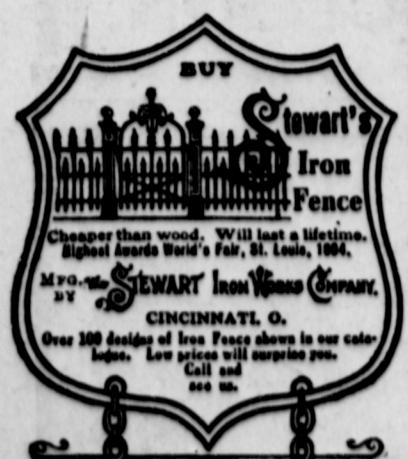 BUY
Stewart's
Iron
Fence
Cheaper than wood. Will last a lifetime.
Highest Awards World's Fair, St. Louis, 1904.
MFG. BY The STEWART IRON WORKS COMPANY.
CINCINNATI, O.
Over 100 designs of Iron Fence shown in our cata-
logue. Low prices will surprise you.
Call and
see us.